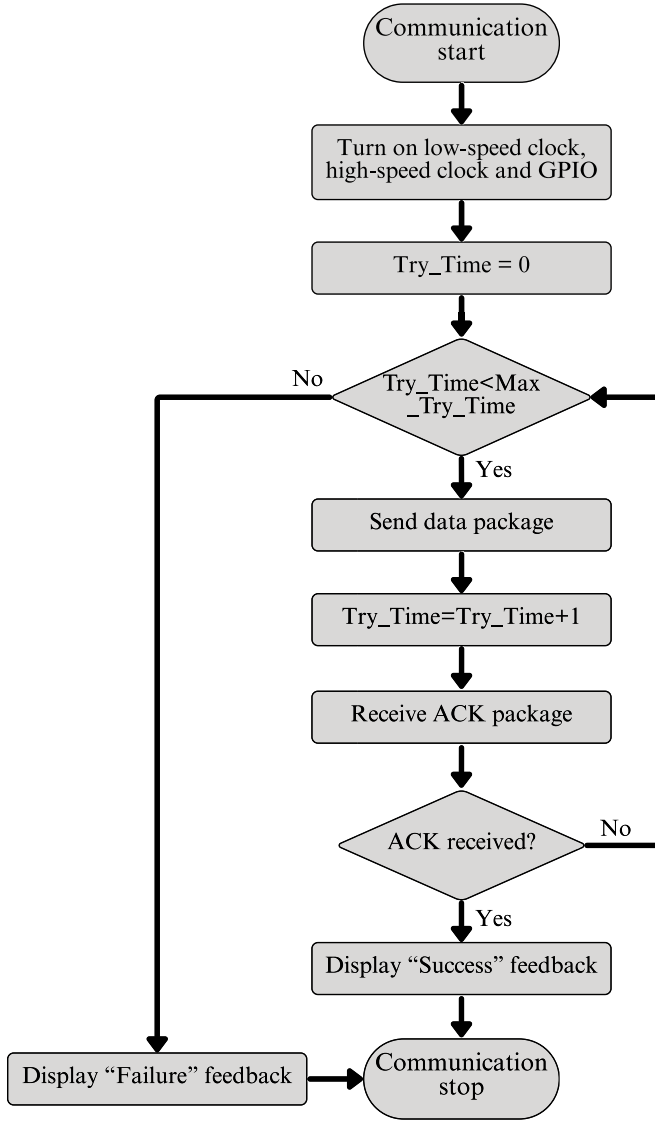 Communication
start
Turn on low-speed clock,
high-speed clock and GPIO
Try_Time = 0
Try_Time<Max
_Try_Time
No
Yes
Send data package
Try_Time=Try_Time+1
Receive ACK package
ACK received?
No
Yes
Display “Success” feedback
Display “Failure” feedback
Communication
stop